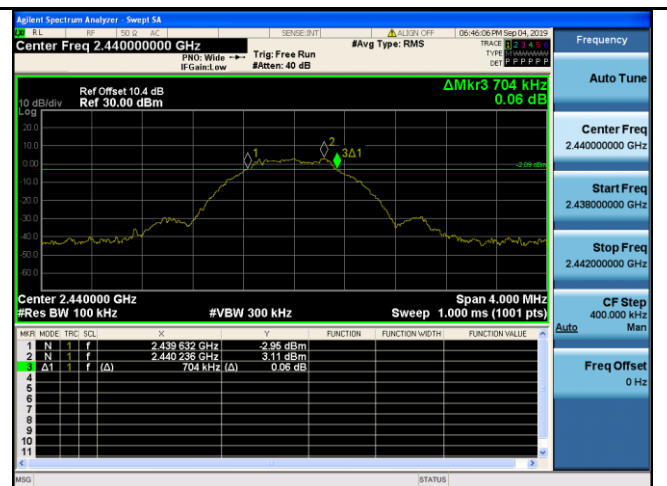 Agilent Spectrum Analyzer - Swept SA
RL RF 50 Ω AC SENSE:INT ALIGN OFF 06:46:06 PM Sep 04, 2019
Center Freq 2.440000000 GHz
PNO: Wide
IFGain:Low
Trig: Free Run
#Atten: 40 dB
#Avg Type: RMS
TRACE 1 2 3 4 5 6
TYPE M W W W W W
DET P P P P P P
ΔMkr3 704 kHz
0.06 dB
Ref Offset 10.4 dB
10 dB/div Ref 30.00 dBm
Log
20.0
10.0
0.00
-10.0
-20.0
-30.0
-40.0
-50.0
-60.0
1
2
3Δ1
-2.89 dBm
Center 2.440000 GHz Span 4.000 MHz
#Res BW 100 kHz #VBW 300 kHz Sweep 1.000 ms (1001 pts)
MKR MODE TRC SCL X Y FUNCTION FUNCTION WIDTH FUNCTION VALUE
1 N 1 f 2.439 632 GHz -2.95 dBm
2 N 1 f 2.440 236 GHz 3.11 dBm
3 Δ1 1 f (Δ) 704 kHz (Δ) 0.06 dB
4
5
6
7
8
9
10
11
MSG STATUS
Frequency
Auto Tune
Center Freq
2.440000000 GHz
Start Freq
2.438000000 GHz
Stop Freq
2.442000000 GHz
CF Step
400.000 kHz
Auto Man
Freq Offset
0 Hz